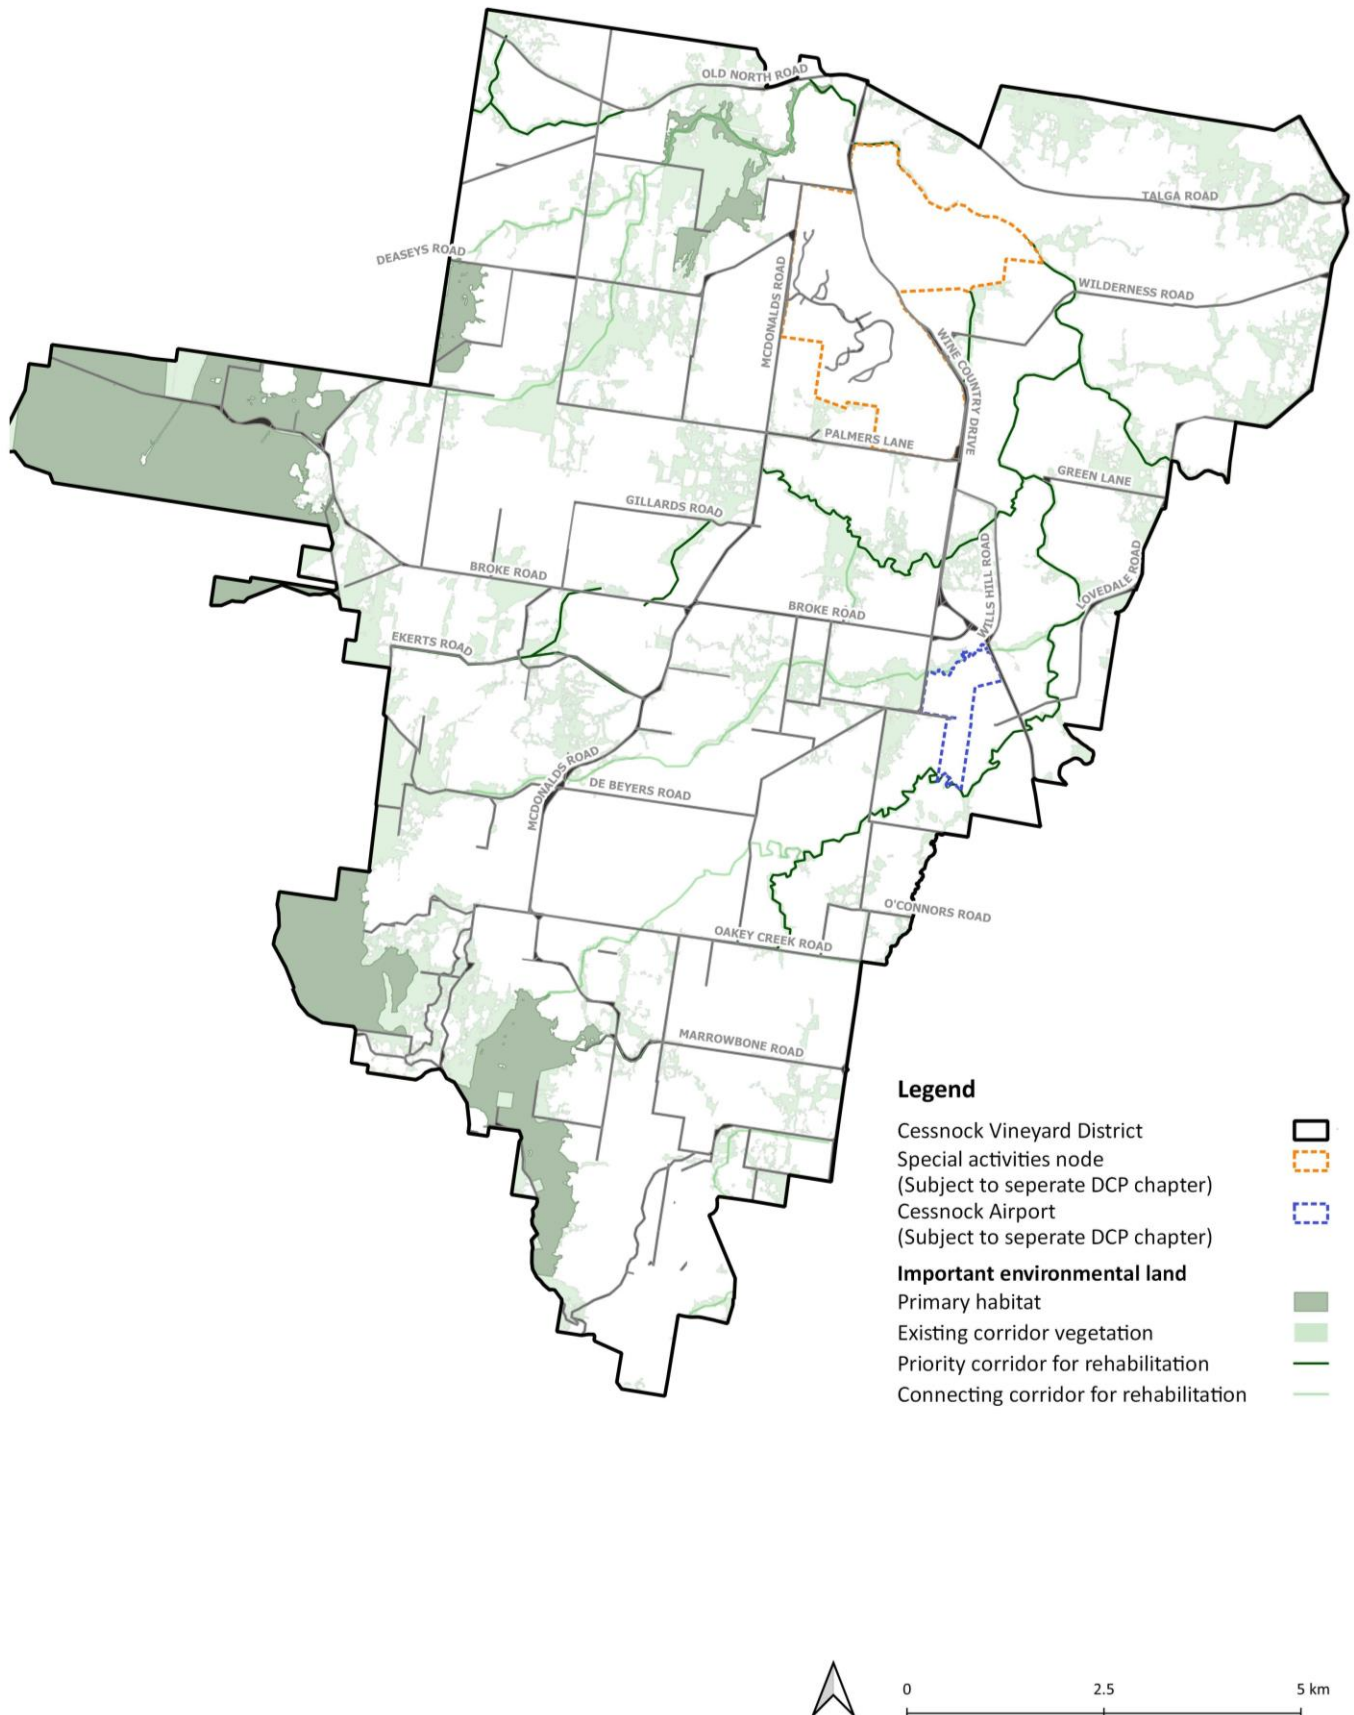 OLD NORTH ROAD
TALGA ROAD
DEASEYS ROAD
MCDONALDS ROAD
WILDERNESS ROAD
WINE COUNTRY DRIVE
PALMERS LANE
GREEN LANE
GILLARDS ROAD
WILLS HILL ROAD
LOVEDALE ROAD
BROKE ROAD
BROKE ROAD
EKERTS ROAD
MCDONALDS ROAD
DE BEYERS ROAD
O'CONNORS ROAD
OAKEY CREEK ROAD
MARROWBONE ROAD
Legend
Cessnock Vineyard District
Special activities node
(Subject to seperate DCP chapter)
Cessnock Airport
(Subject to seperate DCP chapter)
Important environmental land
Primary habitat
Existing corridor vegetation
Priority corridor for rehabilitation
Connecting corridor for rehabilitation
0 2.5 5 km